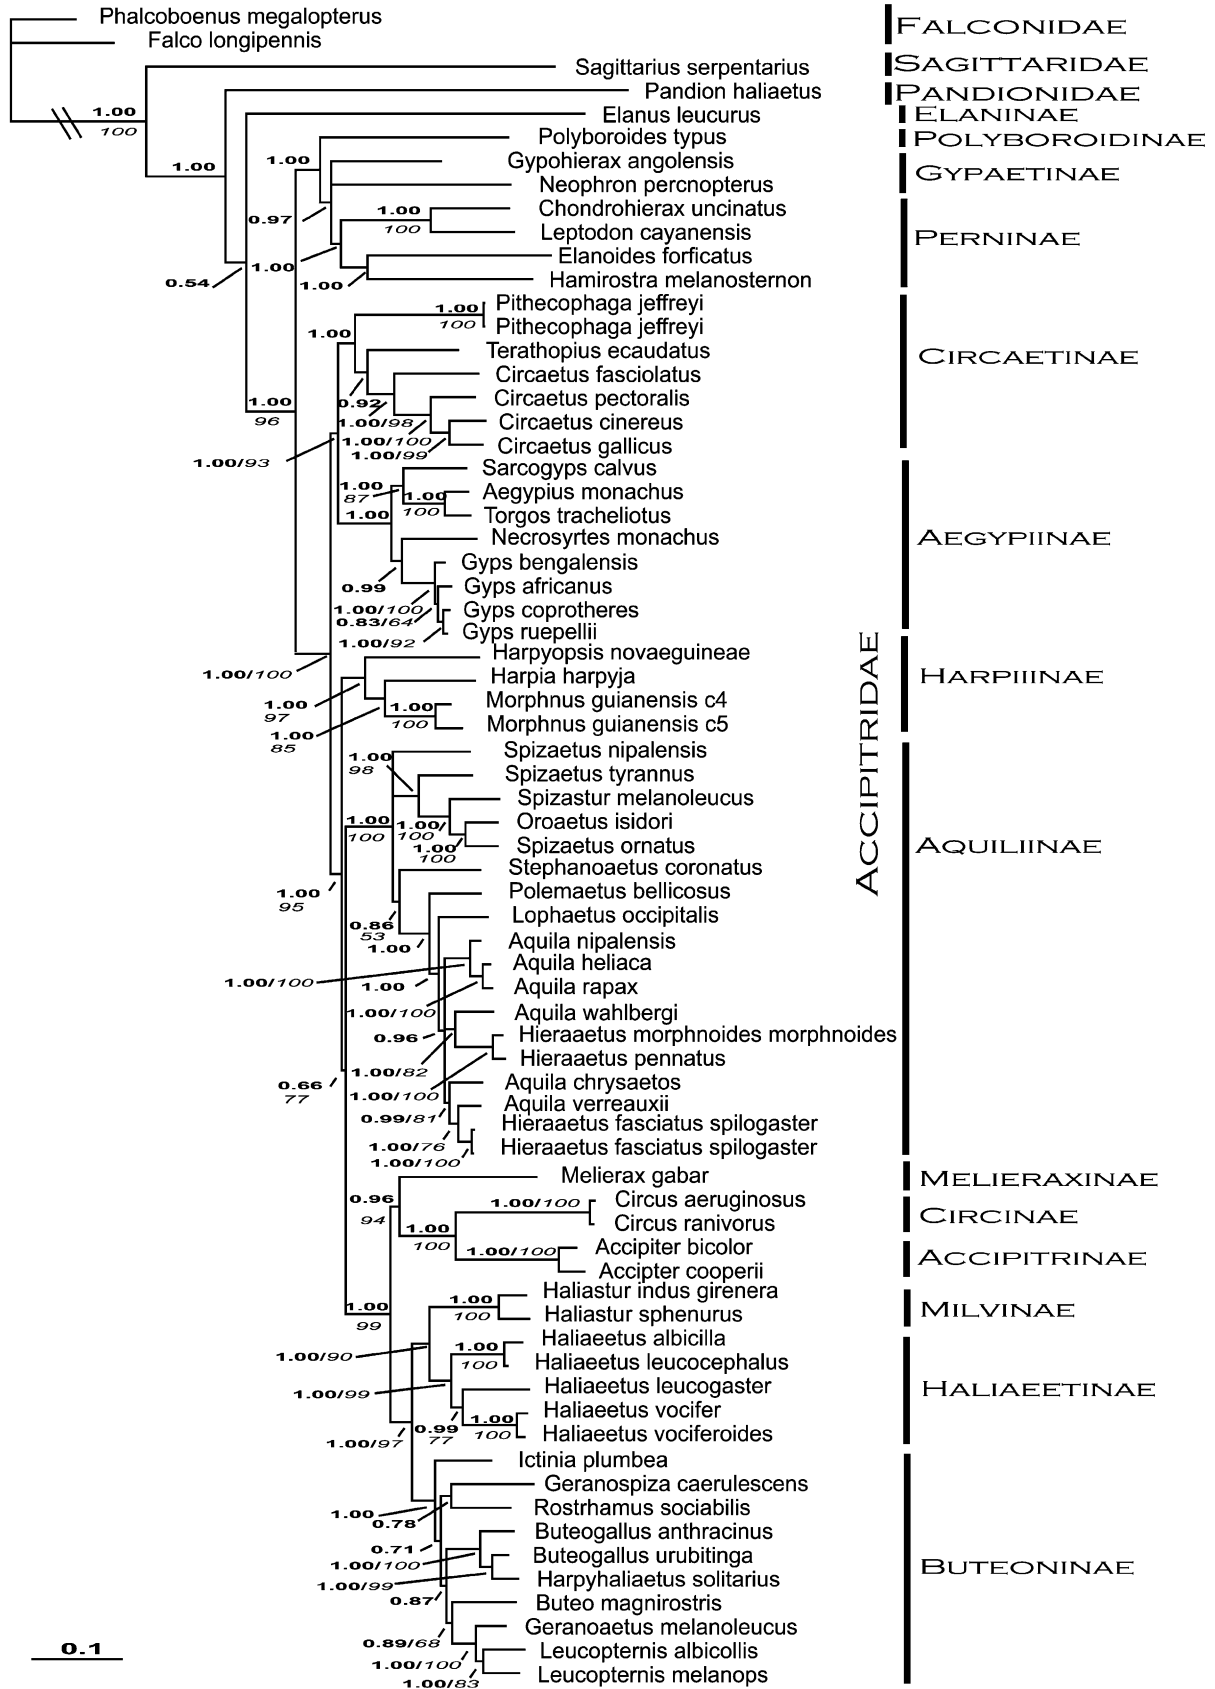 Phalcoboenus megalopterus
Falco longipennis
FALCONIDAE
Sagittarius serpentarius
SAGITTARIDAE
Pandion haliaetus
PANDIONIDAE
1.00
100
Elanus leucurus
ELANINAE
Polyboroides typus
POLYBOROIDINAE
1.00
1.00
Gypohierax angolensis
GYPAETINAE
Neophron percnopterus
0.97
1.00
100
Chondrohierax uncinatus
Leptodon cayanensis
PERNINAE
1.00
Elanoides forficatus
0.54
1.00
Hamirostra melanosternon
1.00
100
Pithecophaga jeffreyi
Pithecophaga jeffreyi
1.00
Terathopius ecaudatus
CIRCAETINAE
Circaetus fasciolatus
1.00
96
0.92
Circaetus pectoralis
1.00/98
Circaetus cinereus
1.00/100
Circaetus gallicus
1.00/99
1.00/93
Sarcogyps calvus
1.00
87
1.00
100
Aegypius monachus
Torgos tracheliotus
1.00
Necrosyrtes monachus
AEGYPIINAE
Gyps bengalensis
0.99
Gyps africanus
1.00/100
Gyps coprotheres
0.83/64
Gyps ruepellii
1.00/92
ACCIPITRIDAE
Harpyopsis novaeguineae
1.00/100
Harpia harpyja
HARPIIINAE
1.00
97
Morphnus guianensis c4
1.00
100
Morphnus guianensis c5
1.00
85
Spizaetus nipalensis
1.00
98
Spizaetus tyrannus
Spizastur melanoleucus
1.00
100
1.00
100
Oroaetus isidori
Spizaetus ornatus
1.00
100
AQUILIINAE
Stephanoaetus coronatus
1.00
95
Polemaetus bellicosus
0.86
53
Lophaetus occipitalis
1.00
Aquila nipalensis
Aquila heliaca
1.00/100
1.00
Aquila rapax
1.00/100
Aquila wahlbergi
0.96
Hieraaetus morphnoides morphnoides
Hieraaetus pennatus
1.00/82
0.66
77
Aquila chrysaetos
1.00/100
Aquila verreauxii
0.99/81
Hieraaetus fasciatus spilogaster
1.00/76
Hieraaetus fasciatus spilogaster
1.00/100
Melierax gabar
MELIERAXINAE
0.96
94
1.00/100
Circus aeruginosus
Circus ranivorus
CIRCINAE
1.00
100
1.00/100
Accipiter bicolor
Accipter cooperii
ACCIPITRINAE
Haliastur indus girenera
1.00
99
1.00
100
Haliastur sphenurus
MILVINAE
Haliaeetus albicilla
1.00/90
1.00
100
Haliaeetus leucocephalus
Haliaeetus leucogaster
HALIAEETINAE
1.00/99
Haliaeetus vocifer
0.99
77
1.00
100
Haliaeetus vociferoides
1.00/97
Ictinia plumbea
Geranospiza caerulescens
Rostrhamus sociabilis
1.00
0.78
Buteogallus anthracinus
0.71
Buteogallus urubitinga
1.00/100
BUTEONINAE
Harpyhaliaetus solitarius
1.00/99
0.87
Buteo magnirostris
Geranoaetus melanoleucus
0.89/68
Leucopternis albicollis
1.00/100
Leucopternis melanops
1.00/83
0.1